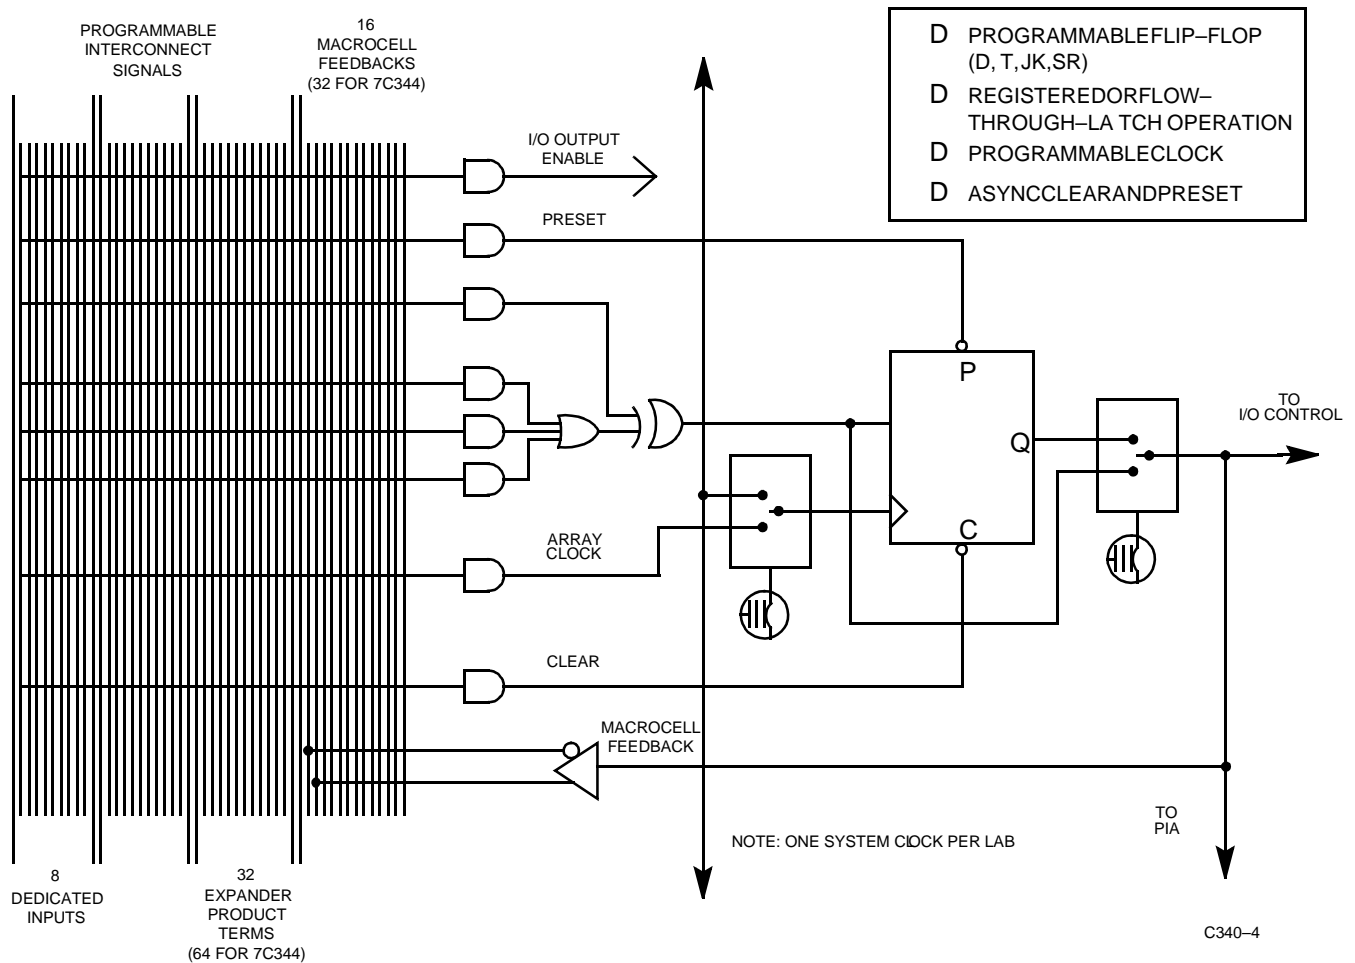 PROGRAMMABLE
INTERCONNECT
SIGNALS
16
MACROCELL
FEEDBACKS
(32 FOR 7C344)
D PROGRAMMABLEFLIP–FLOP
(D, T,JK,SR)
D REGISTEREDORFLOW–
THROUGH–LA TCH OPERATION
D PROGRAMMABLECLOCK
D ASYNCCLEARANDPRESET
I/O OUTPUT
ENABLE
PRESET
P
Q
C
TO
I/O CONTROL
ARRAY
CLOCK
CLEAR
MACROCELL
FEEDBACK
TO
PIA
NOTE: ONE SYSTEM CLOCK PER LAB
8
DEDICATED
INPUTS
32
EXPANDER
PRODUCT
TERMS
(64 FOR 7C344)
C340–4